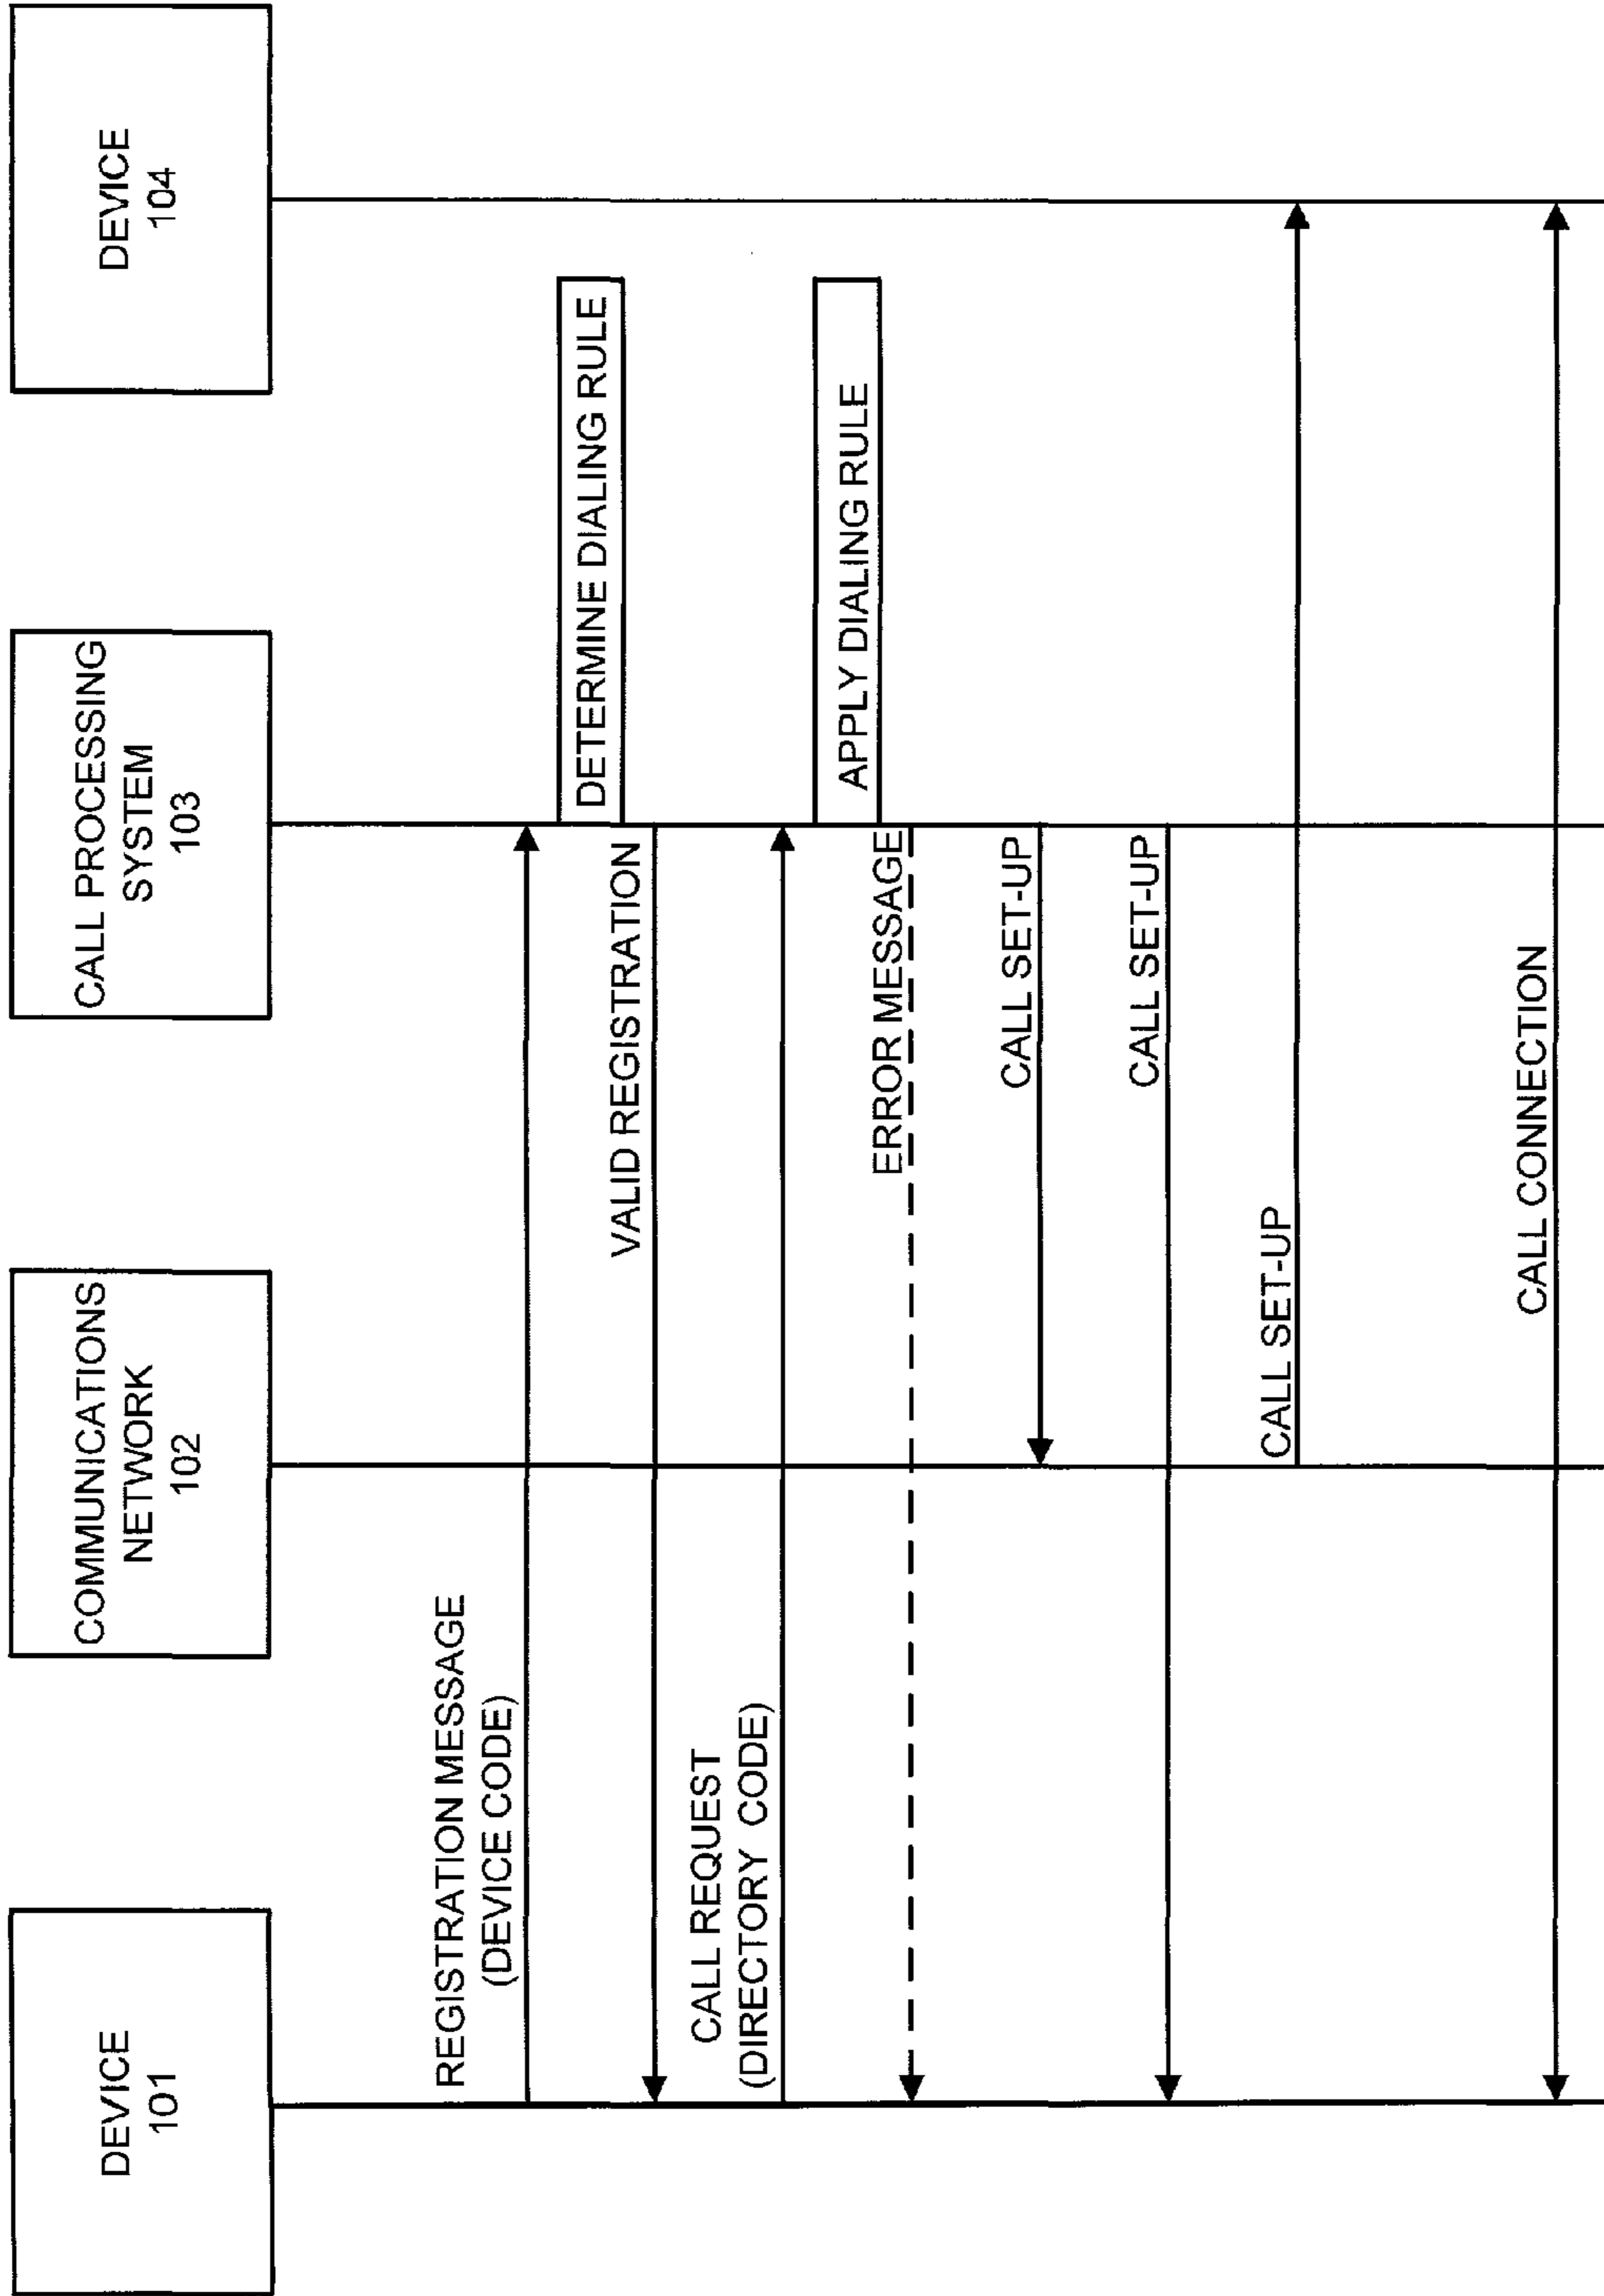 DEVICE
101
COMMUNICATIONS
NETWORK
102
CALL PROCESSING
SYSTEM
103
DEVICE
104
REGISTRATION MESSAGE
(DEVICE CODE)
DETERMINE DIALING RULE
VALID REGISTRATION
CALL REQUEST
(DIRECTORY CODE)
APPLY DIALING RULE
ERROR MESSAGE
CALL SET-UP
CALL SET-UP
CALL SET-UP
CALL CONNECTION